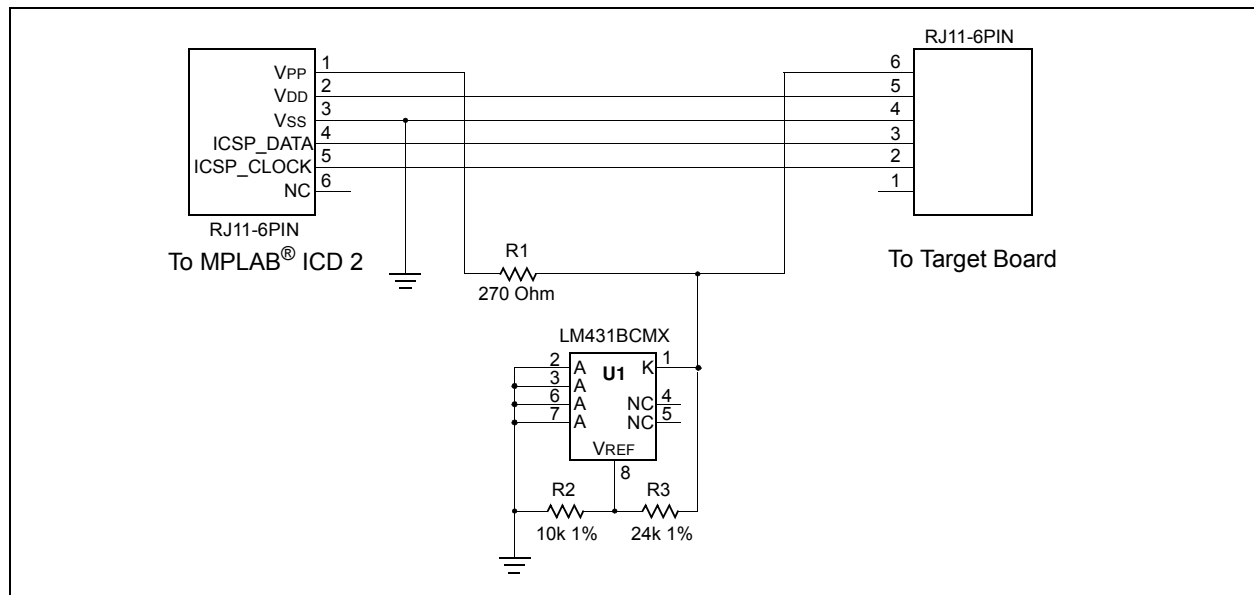 RJ11-6PIN
VPP 1
VDD 2
VSS 3
ICSP_DATA 4
ICSP_CLOCK 5
NC 6
RJ11-6PIN
To MPLAB® ICD 2
6
5
4
3
2
1
To Target Board
R1
270 Ohm
LM431BCMX
2 A U1 K 1
3 A
6 A NC 4
7 A NC 5
VREF
8
R2 R3
10k 1% 24k 1%